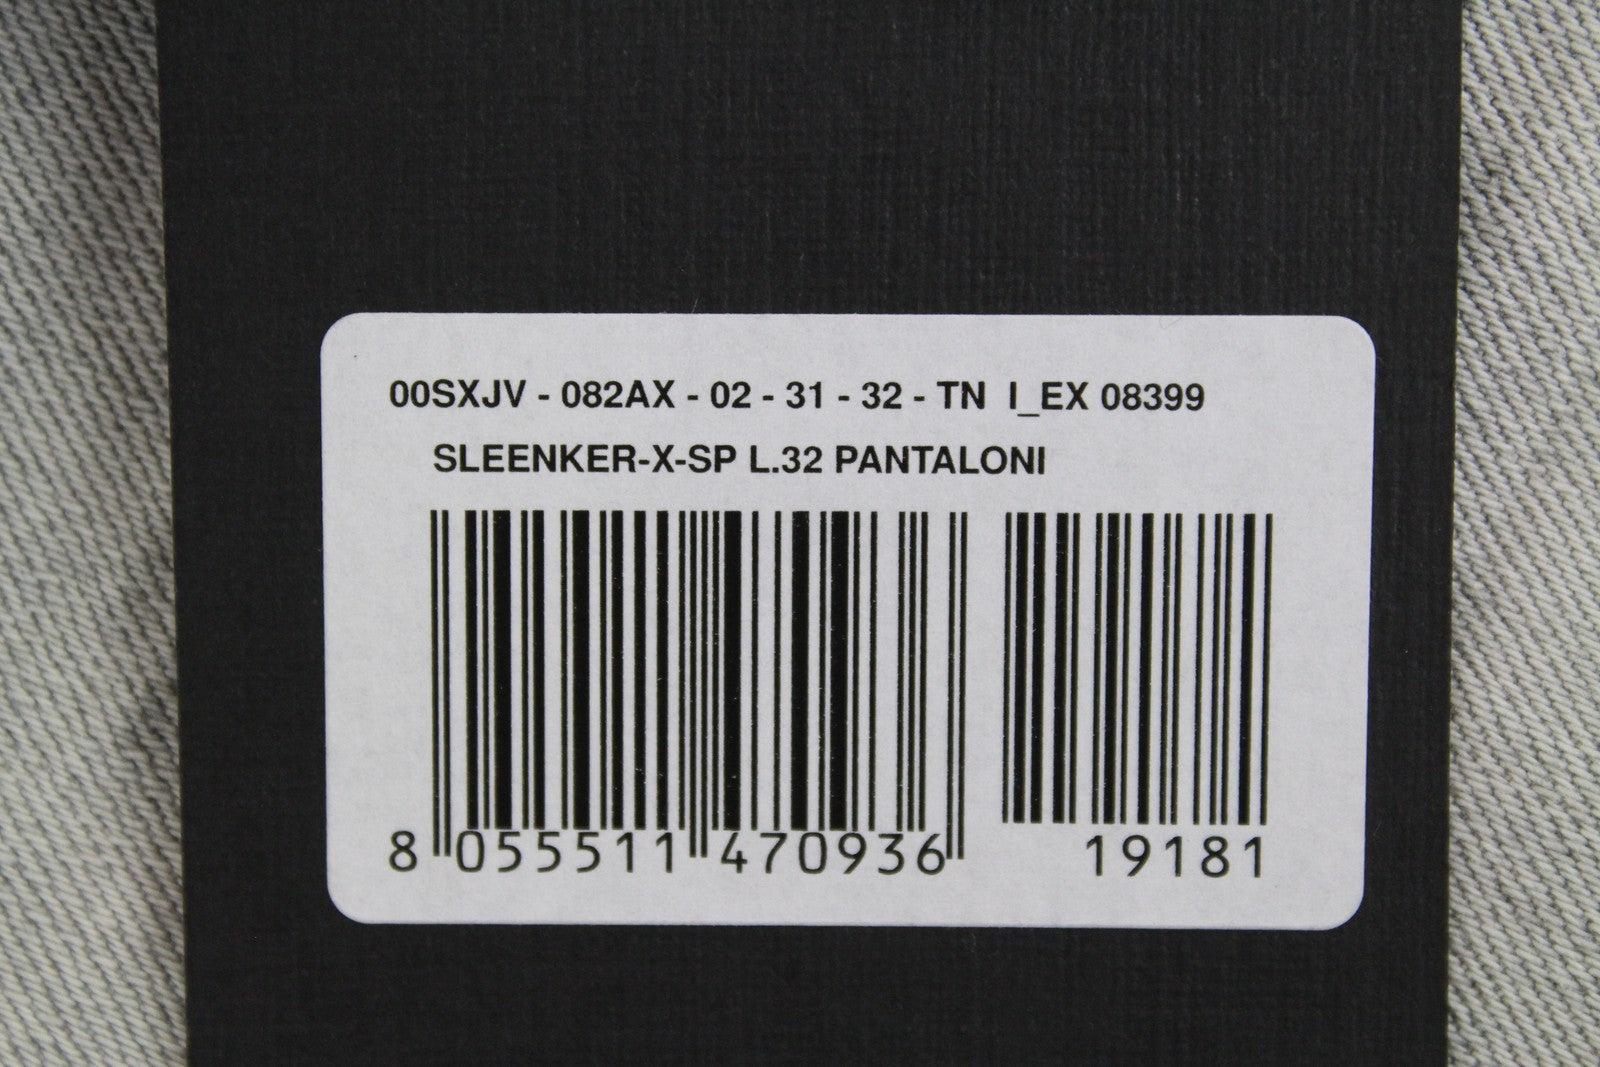 00SXJV - 082AX - 02 - 31 - 32 - TN I_EX 08399
SLEENKER-X-SP L.32 PANTALONI
8 055511 470936 19181